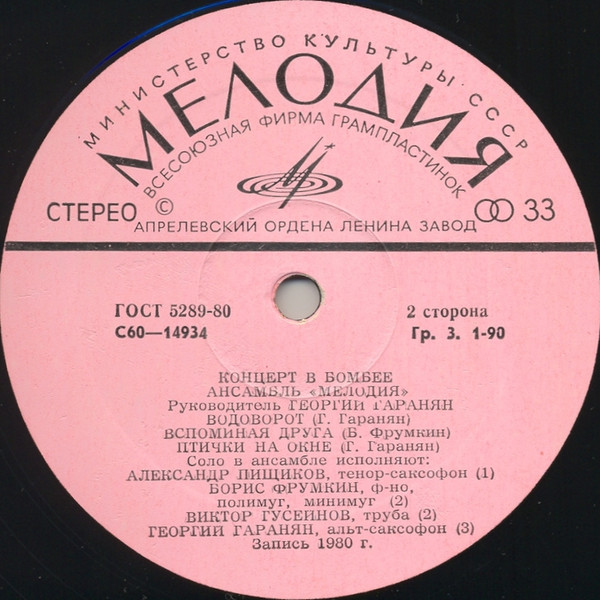 МИНИСТЕРСТВО КУЛЬТУРЫ СССР
МЕЛОДИЯ
ВСЕСОЮЗНАЯ ФИРМА ГРАМПЛАСТИНОК
СТЕРЕО © 33
АПРЕЛЕВСКИЙ ОРДЕНА ЛЕНИНА ЗАВОД
ГОСТ 5289-80 2 сторона
С60—14934 Гр. 3. 1-90
КОНЦЕРТ В БОМБЕЕ
АНСАМБЛЬ «МЕЛОДИЯ»
Руководитель ГЕОРГИЙ ГАРАНЯН
ВОДОВОРОТ (Г. Гаранян)
ВСПОМИНАЯ ДРУГА (Б. Фрумкин)
ПТИЧКИ НА ОКНЕ (Г. Гаранян)
Соло в ансамбле исполняют:
АЛЕКСАНДР ПИЩИКОВ, тенор-саксофон (1)
БОРИС ФРУМКИН, ф-но,
полимуг, минимуг (2)
ВИКТОР ГУСЕЙНОВ, труба (2)
ГЕОРГИЙ ГАРАНЯН, альт-саксофон (3)
Запись 1980 г.